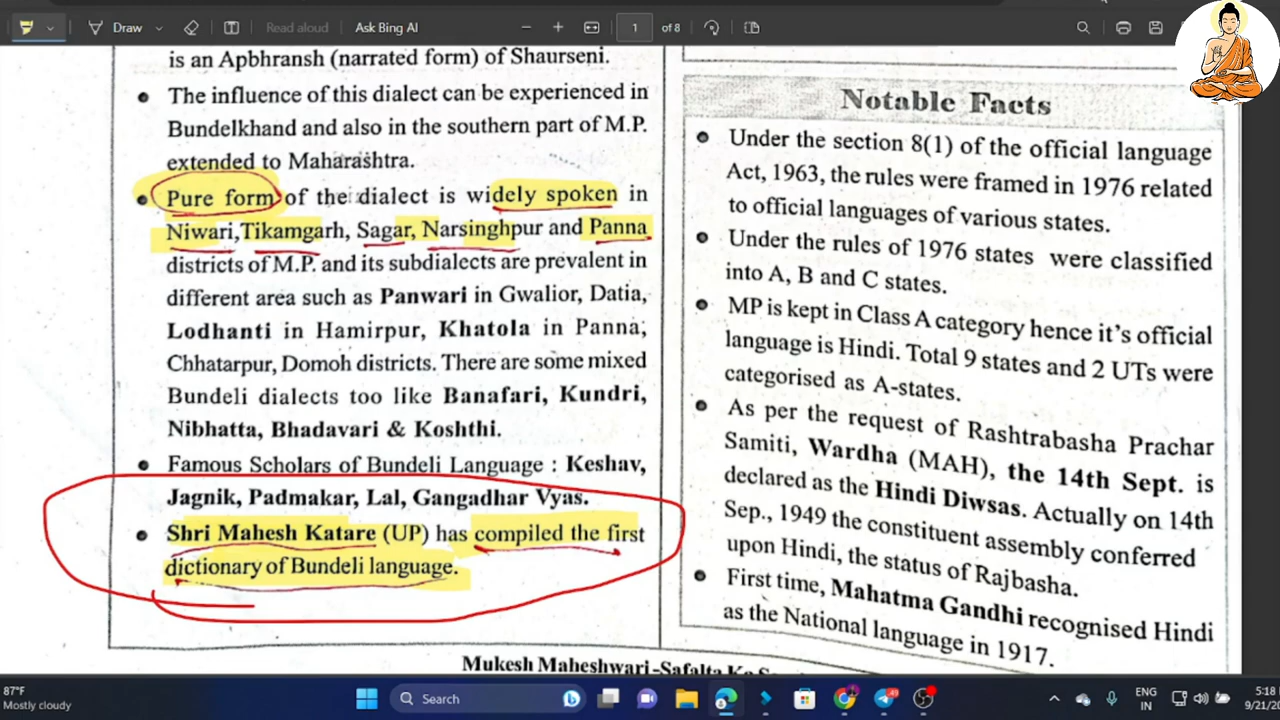 Draw
Read aloud
Ask Bing AI
1 of 8
is an Apbhransh (narrated form) of Shaurseni.
The influence of this dialect can be experienced in
Bundelkhand and also in the southern part of M.P.
extended to Maharashtra.
Pure form of the dialect is widely spoken in
Niwari, Tikamgarh, Sagar, Narsinghpur and Panna
districts of M.P. and its subdialects are prevalent in
different area such as Panwari in Gwalior, Datia,
Lodhanti in Hamirpur, Khatola in Panna,
Chhatarpur, Domoh districts. There are some mixed
Bundeli dialects too like Banafari, Kundri,
Nibhatta, Bhadavari & Koshthi.
Famous Scholars of Bundeli Language : Keshav,
Jagnik, Padmakar, Lal, Gangadhar Vyas.
Shri Mahesh Katare (UP) has compiled the first
dictionary of Bundeli language.
Notable Facts
Under the section 8(1) of the official language
Act, 1963, the rules were framed in 1976 related
to official languages of various states.
Under the rules of 1976 states were classified
into A, B and C states.
MP is kept in Class A category hence it's official
language is Hindi. Total 9 states and 2 UTs were
categorised as A-states.
As per the request of Rashtrabasha Prachar
Samiti, Wardha (MAH), the 14th Sept. is
declared as the Hindi Diwsas. Actually on 14th
Sep., 1949 the constituent assembly conferred
upon Hindi, the status of Rajbasha.
First time, Mahatma Gandhi recognised Hindi
as the National language in 1917.
Mukesh Maheshwari -Safalta
87°F
Mostly cloudy
Search
ENG
IN
5:18
9/21/20